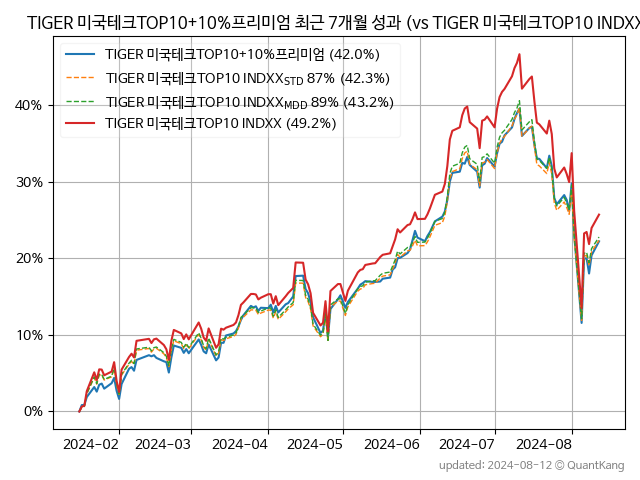 TIGER 미국테크TOP10+10%프리미엄 최근 7개월 성과 (vs TIGER 미국테크TOP10 INDXX
TIGER 미국테크TOP10+10%프리미엄 (42.0%)
TIGER 미국테크TOP10 INDXXSTD 87% (42.3%)
TIGER 미국테크TOP10 INDXXMDD 89% (43.2%)
TIGER 미국테크TOP10 INDXX (49.2%)
40%
30%
20%
10%
0%
2024-02 2024-03 2024-04 2024-05 2024-06 2024-07 2024-08
updated: 2024-08-12 © QuantKang